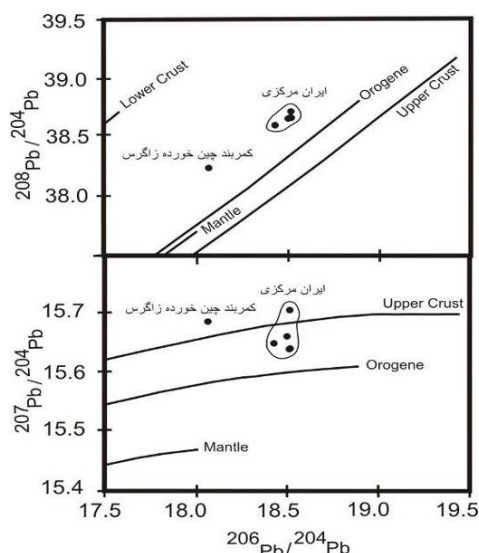 39.5
39.0
38.5
38.0
208Pb/204Pb
Lower Crust
ایران مرکزی
Orogene
Upper Crust
کمربند چین خورده زاگرس
Mantle
15.7
15.6
15.5
15.4
207Pb/204Pb
ایران مرکزی
کمربند چین خورده زاگرس
Upper Crust
Orogene
Mantle
17.5 18.0 18.5 19.0 19.5
206Pb/204Pb